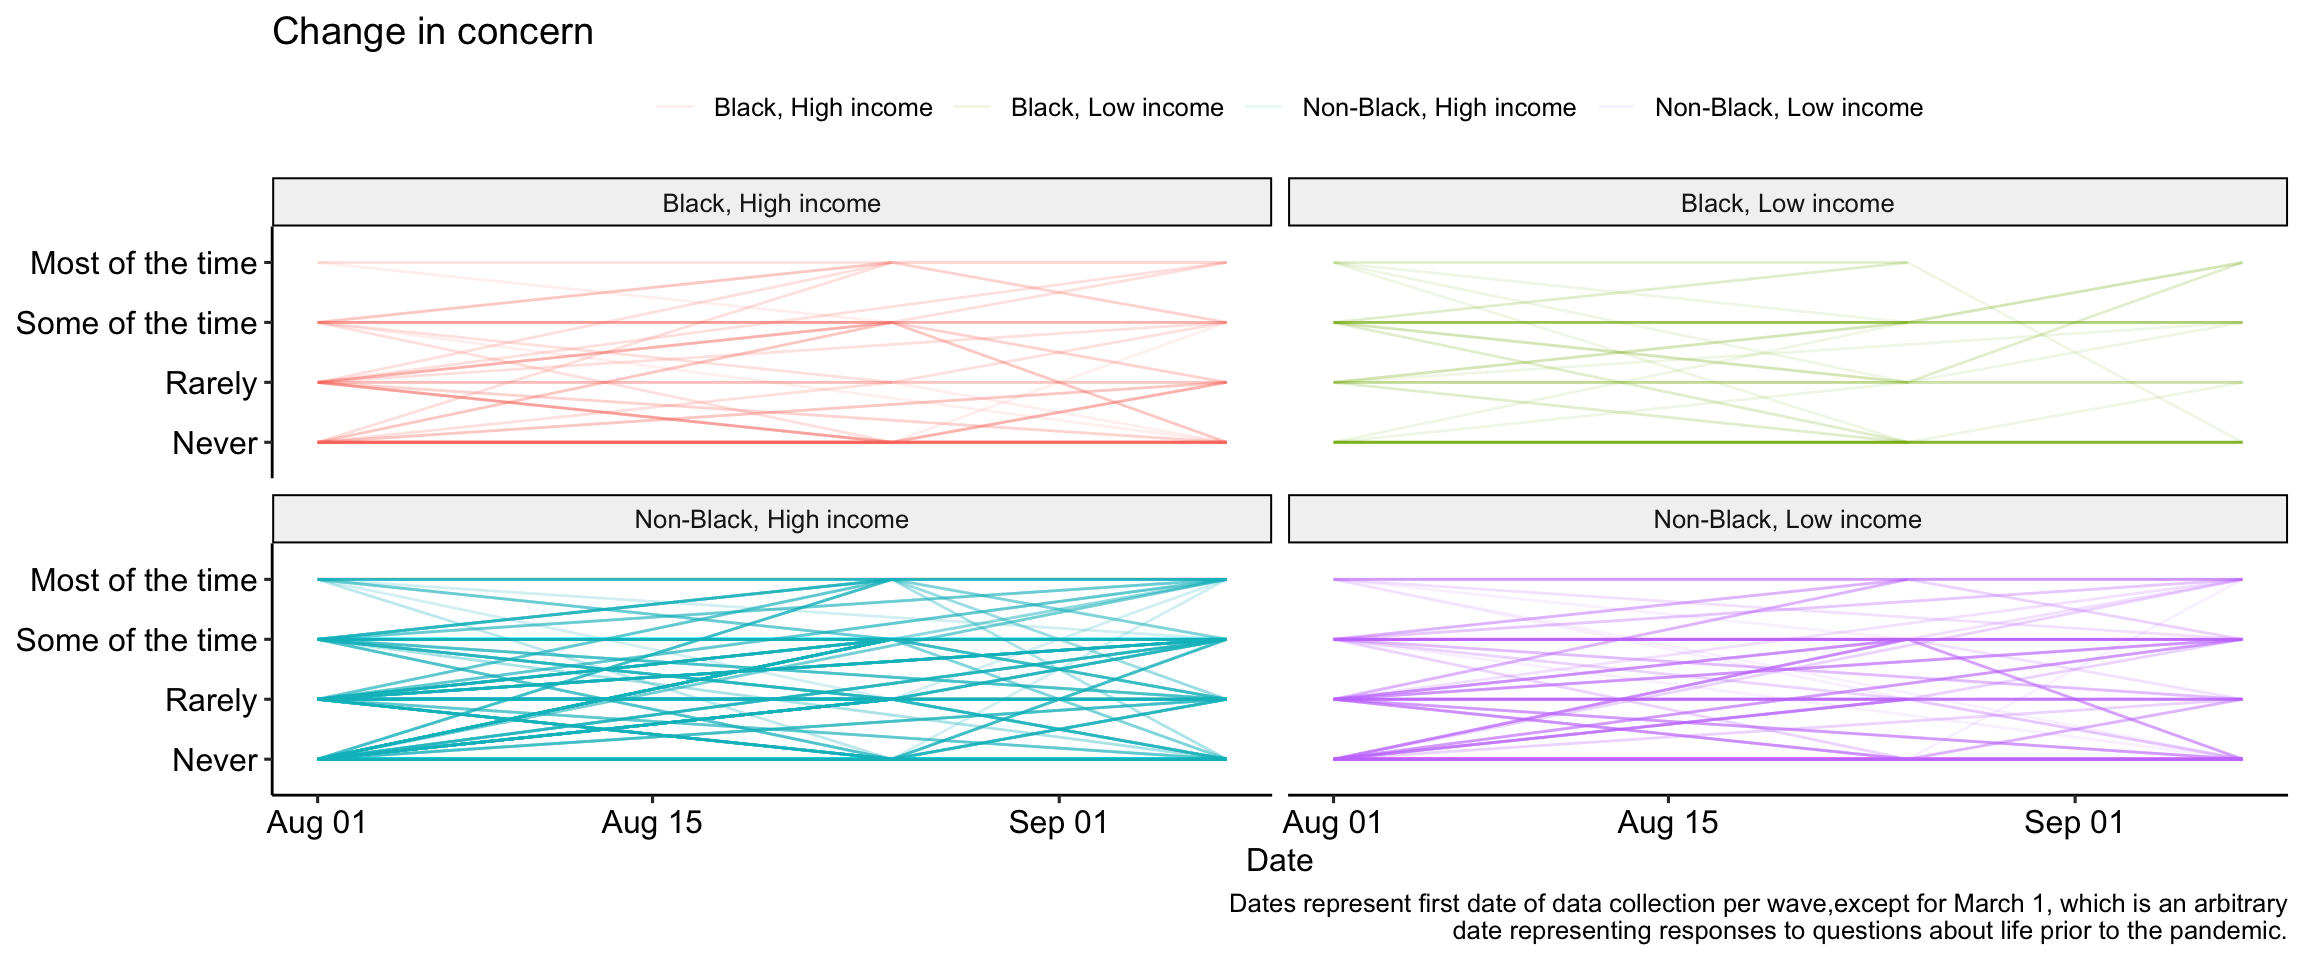 Change in concern
Black, High income
Black, Low income
Non-Black, High income
Non-Black, Low income
Black, High income
Black, Low income
Most of the time
Some of the time
Rarely
Never
Non-Black, High income
Non-Black, Low income
Most of the time
Some of the time
Rarely
Never
Aug 01
Aug 15
Sep 01
Aug 01
Aug 15
Sep 01
Date
Dates represent first date of data collection per wave,except for March 1, which is an arbitrary
date representing responses to questions about life prior to the pandemic.